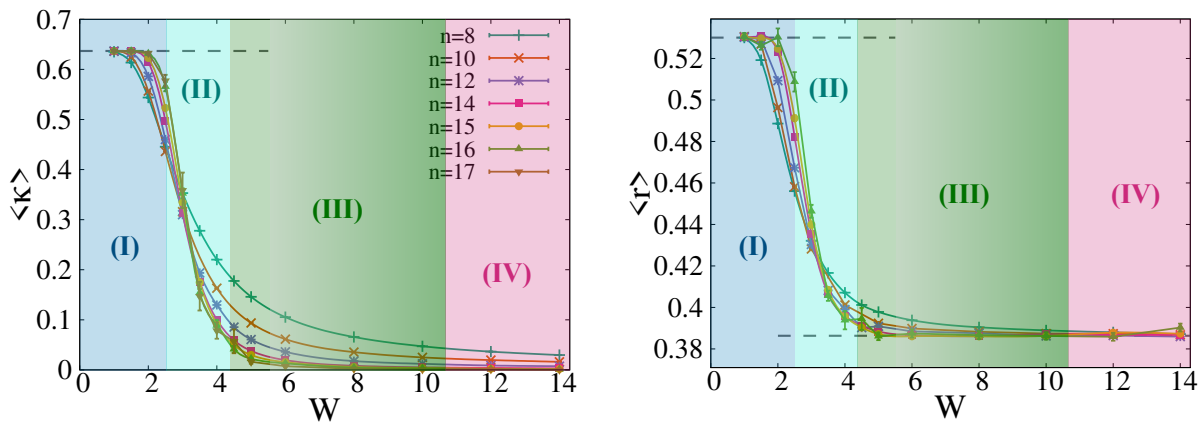 0.7
0.6
0.5
0.4
0.3
0.2
0.1
0
<κ>
0 2 4 6 8 10 12 14
W
(I)
(II)
(III)
(IV)
n=8
n=10
n=12
n=14
n=15
n=16
n=17
0.52
0.5
0.48
0.46
0.44
0.42
0.4
0.38
<r>
0 2 4 6 8 10 12 14
W
(I)
(II)
(III)
(IV)